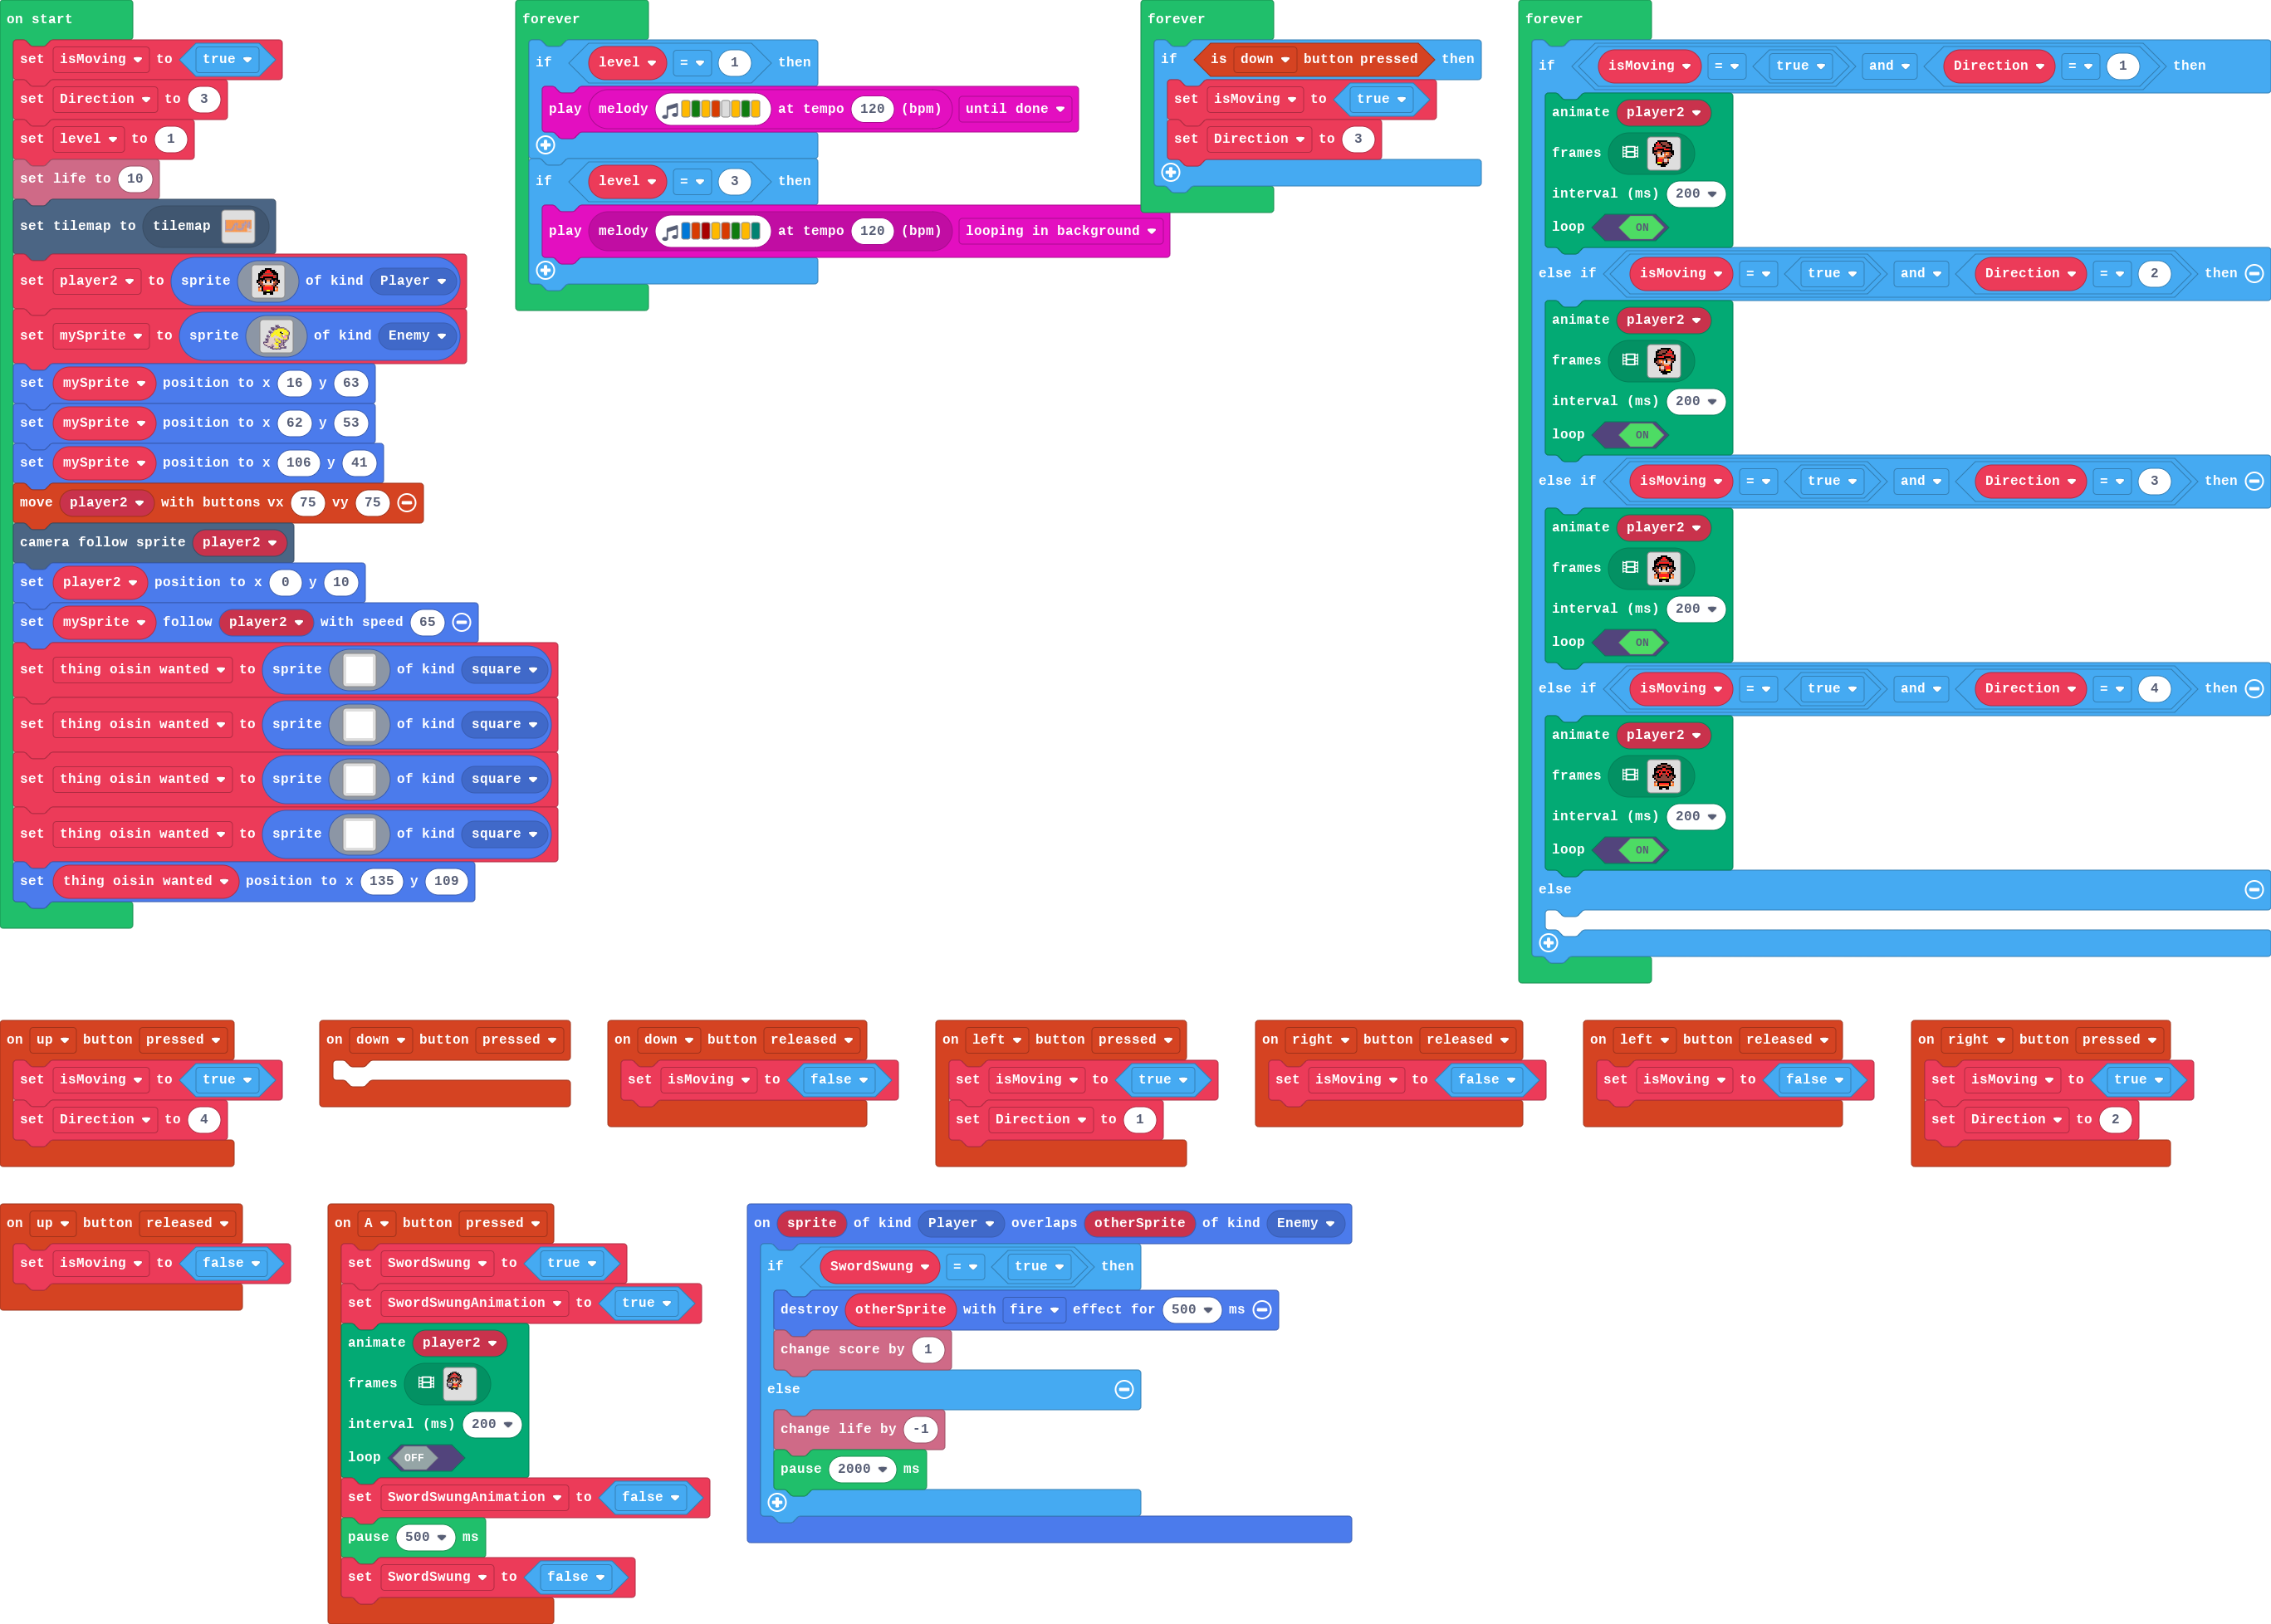 on start
set isMoving to true
set Direction to 3
set level to 1
set life to 10
set tilemap to tilemap
set player2 to sprite of kind Player
set mySprite to sprite of kind Enemy
set mySprite position to x 16 y 63
set mySprite position to x 62 y 53
set mySprite position to x 106 y 41
move player2 with buttons vx 75 vy 75
camera follow sprite player2
set player2 position to x 0 y 10
set mySprite follow player2 with speed 65
set thing oisin wanted to sprite of kind square
set thing oisin wanted to sprite of kind square
set thing oisin wanted to sprite of kind square
set thing oisin wanted to sprite of kind square
set thing oisin wanted position to x 135 y 109
forever
if level = 1 then
play melody at tempo 120 (bpm) until done
if level = 3 then
play melody at tempo 120 (bpm) looping in background
forever
if is down button pressed then
set isMoving to true
set Direction to 3
forever
if isMoving = true and Direction = 1 then
animate player2
frames
interval (ms) 200
loop ON
else if isMoving = true and Direction = 2 then
animate player2
frames
interval (ms) 200
loop ON
else if isMoving = true and Direction = 3 then
animate player2
frames
interval (ms) 200
loop ON
else if isMoving = true and Direction = 4 then
animate player2
frames
interval (ms) 200
loop ON
else
on up button pressed
set isMoving to true
set Direction to 4
on down button pressed
on down button released
set isMoving to false
on left button pressed
set isMoving to true
set Direction to 1
on right button released
set isMoving to false
on left button released
set isMoving to false
on right button pressed
set isMoving to true
set Direction to 2
on up button released
set isMoving to false
on A button pressed
set SwordSwung to true
set SwordSwungAnimation to true
animate player2
frames
interval (ms) 200
loop OFF
set SwordSwungAnimation to false
pause 500 ms
set SwordSwung to false
on sprite of kind Player overlaps otherSprite of kind Enemy
if SwordSwung = true then
destroy otherSprite with fire effect for 500 ms
change score by 1
else
change life by -1
pause 2000 ms